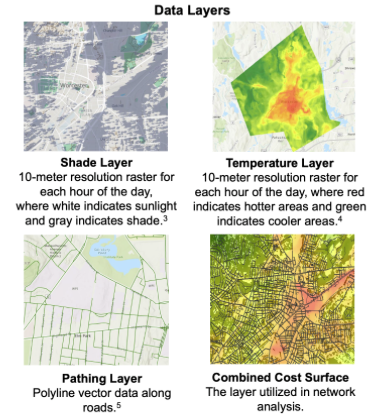 Data Layers
Worcester
Shade Layer
10-meter resolution raster for
each hour of the day,
where white indicates sunlight
and gray indicates shade.³
Temperature Layer
10-meter resolution raster for
each hour of the day, where red
indicates hotter areas and green
indicates cooler areas.⁴
Pathing Layer
Polyline vector data along
roads.⁵
Combined Cost Surface
The layer utilized in network
analysis.